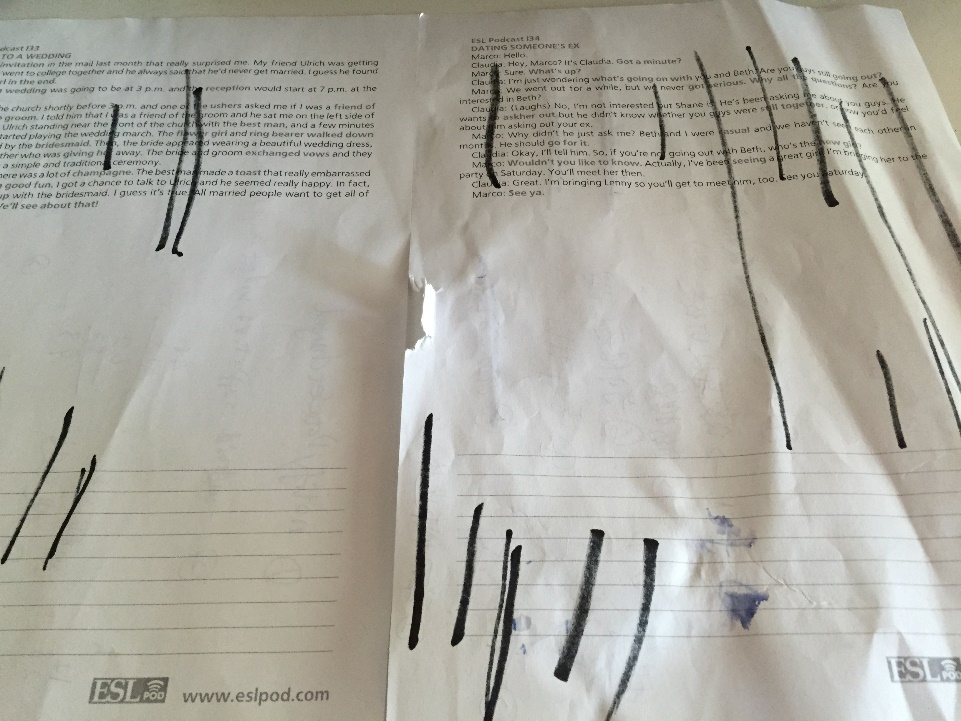 dcast 133
TO A WEDDING
invitation in the mail last month that really surprised me. My friend Ulrich was getting
went to college together and he always said that he'd never get married. I guess he found
rl in the end.
wedding was going to be at 3 p.m. and the reception would start at 7 p.m. at the
he church shortly before 3 p.m. and one of the ushers asked me if I was a friend of
groom. I told him that I was a friend of the groom and he sat me on the left side of
Ulrich standing near the front of the church with the best man, and a few minutes
tarted playing the wedding march. The flower girl and ring bearer walked down
by the bridesmaid. Then, the bride appeared wearing a beautiful wedding dress,
ther who was giving her away. The bride and groom exchanged vows and they
a simple and traditional ceremony.
here was a lot of champagne. The best man made a toast that really embarrassed
good fun. I got a chance to talk to Ulrich and he seemed really happy. In fact,
up with the bridesmaid. I guess it's true. All married people want to get all of
We'll see about that!
ESL POD www.eslpod.com
ESL Podcast 134
DATING SOMEONE'S EX
Marco: Hello.
Claudia: Hey, Marco? It's Claudia. Got a minute?
Marco: Sure. What's up?
Claudia: I'm just wondering what's going on with you and Beth. Are you guys still going out?
Marco: We went out for a while, but we never got serious. Why all the questions? Are you
interested in Beth?
Claudia: (Laughs) No, I'm not interested but Shane is. He's been asking me about you guys. He
wants to ask her out but he didn't know whether you guys were still together, or how you'd feel
about him asking out your ex.
Marco: Why didn't he just ask me? Beth and I were casual and we haven't seen each other in
months. He should go for it.
Claudia: Okay, I'll tell him. So, if you're not going out with Beth, who's the new girl?
Marco: Wouldn't you like to know. Actually, I've been seeing a great girl. I'm bringing her to the
party on Saturday. You'll meet her then.
Claudia: Great. I'm bringing Lenny so you'll get to meet him, too. See you Saturday.
Marco: See ya.
ESL POD